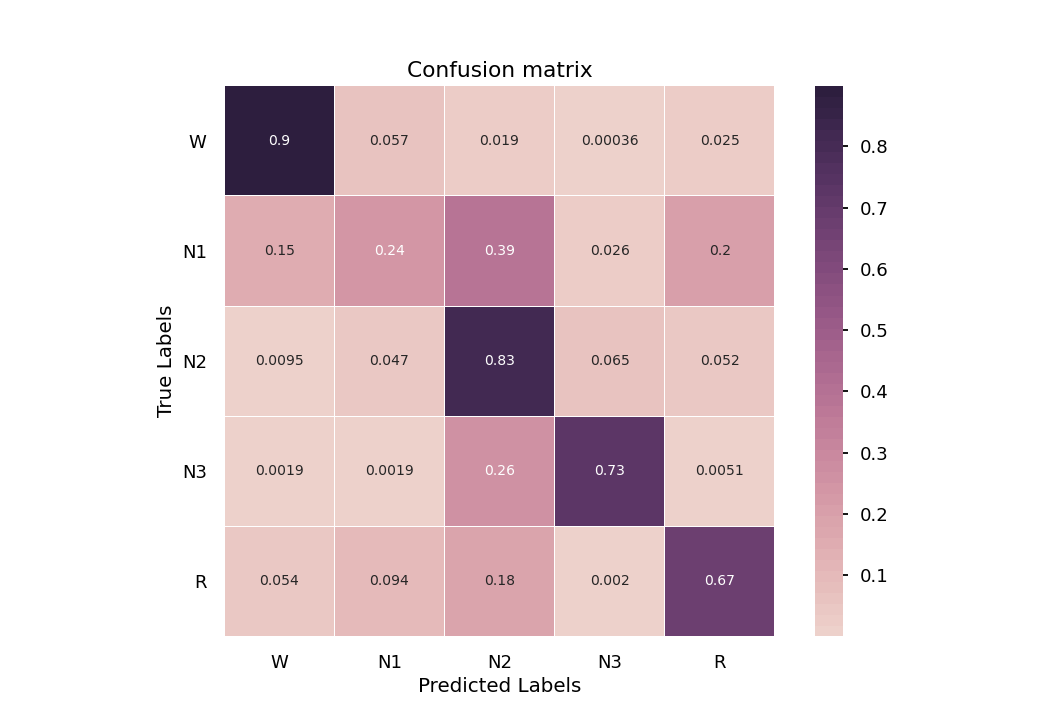 Confusion matrix
W 0.9 0.057 0.019 0.00036 0.025
N1 0.15 0.24 0.39 0.026 0.2
N2 0.0095 0.047 0.83 0.065 0.052
N3 0.0019 0.0019 0.26 0.73 0.0051
R 0.054 0.094 0.18 0.002 0.67
W N1 N2 N3 R
Predicted Labels
True Labels
0.8
0.7
0.6
0.5
0.4
0.3
0.2
0.1